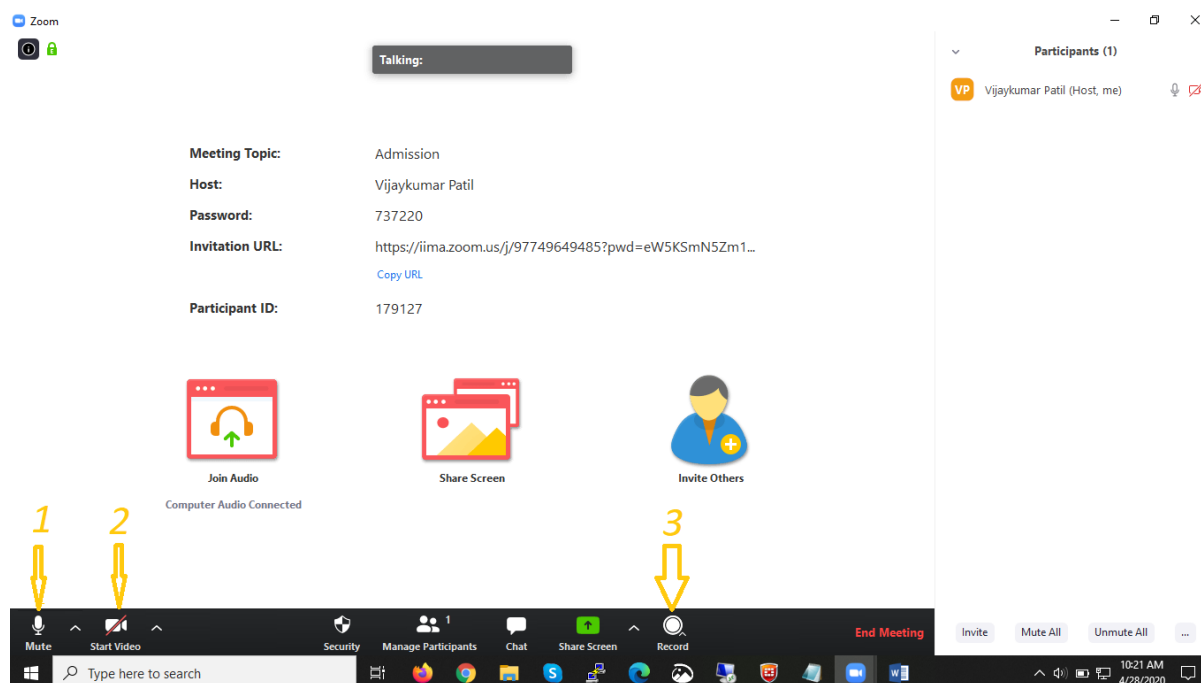 Zoom
Talking:
Participants (1)
VP Vijaykumar Patil (Host, me)
Meeting Topic: Admission
Host: Vijaykumar Patil
Password: 737220
Invitation URL: https://iima.zoom.us/j/97749649485?pwd=eW5KSmN5Zm1...
Copy URL
Participant ID: 179127
Join Audio Share Screen Invite Others
Computer Audio Connected
1 2 3
1
Mute Start Video Security Manage Participants Chat Share Screen Record End Meeting Invite Mute All Unmute All ...
Type here to search
S W
10:21 AM
4/28/2020